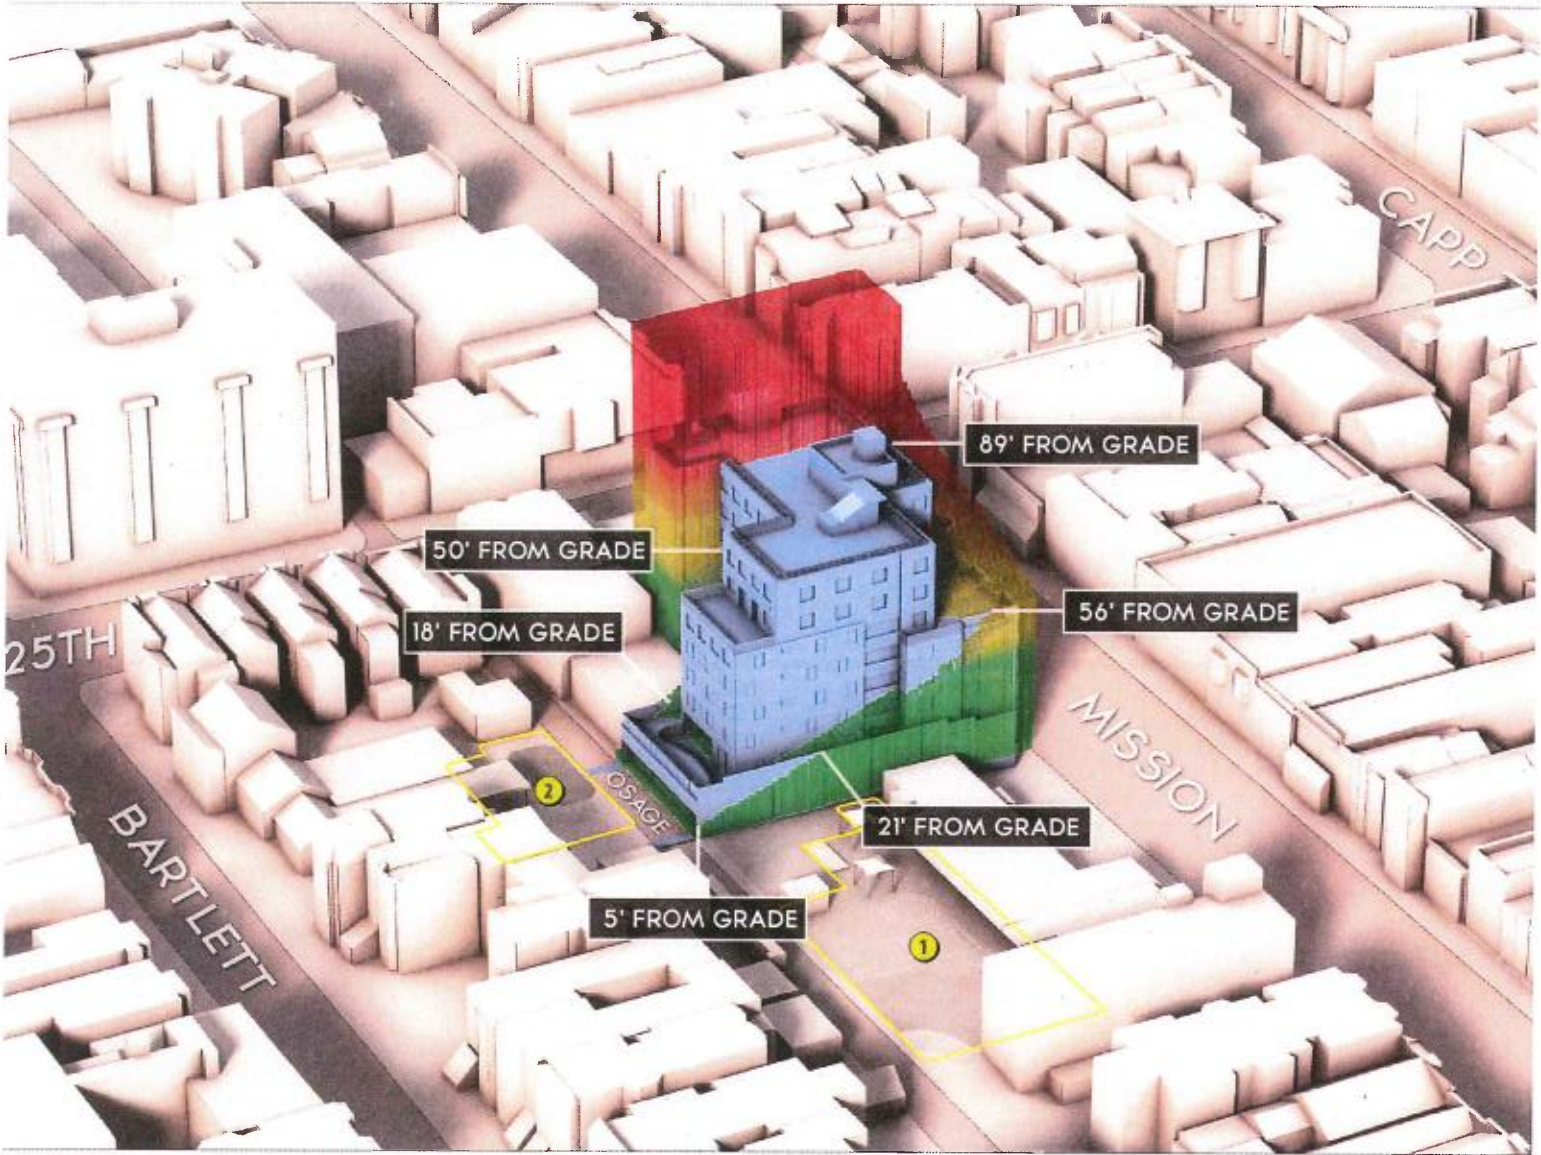 CAPP
89' FROM GRADE
50' FROM GRADE
56' FROM GRADE
18' FROM GRADE
25TH
MISSION
2
OSAGE
21' FROM GRADE
BARTLETT
5' FROM GRADE
1